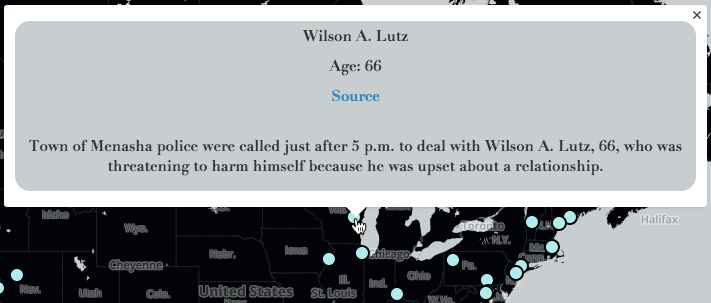 ×
Wilson A. Lutz
Age: 66
Source
Town of Menasha police were called just after 5 p.m. to deal with Wilson A. Lutz, 66, who was
threatening to harm himself because he was upset about a relationship.
Idaho
Wyo.
Toronto
Halifax
N.Y.
Nebr.
Iowa
Chicago
Cheyenne
Ill.
Ind.
Ohio
Pa.
Conn.
Nev.
Utah
Colo.
United States
St. Louis
W.Va.